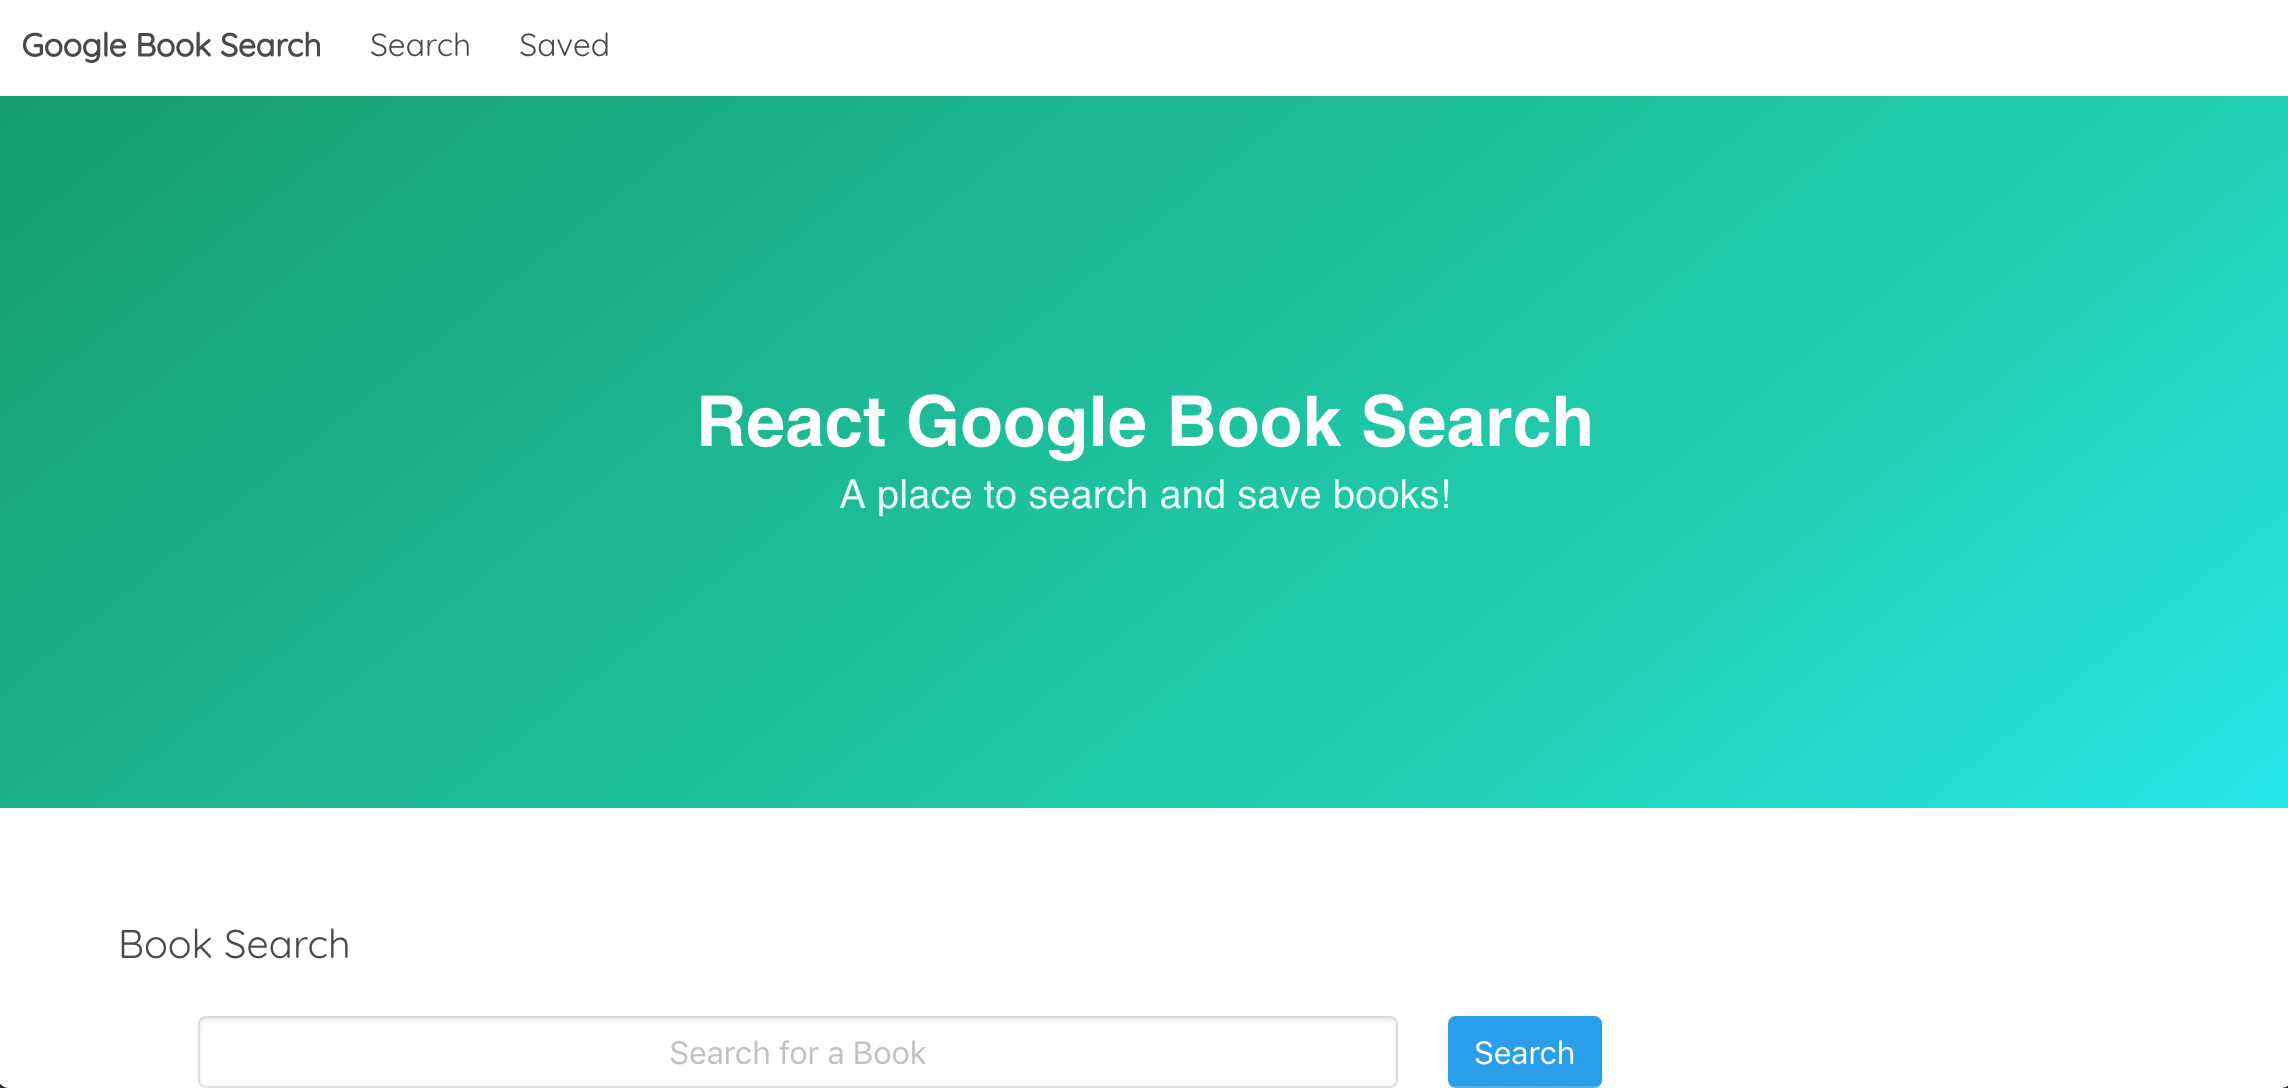 Google Book Search Search Saved
React Google Book Search
A place to search and save books!
Book Search
Search for a Book Search